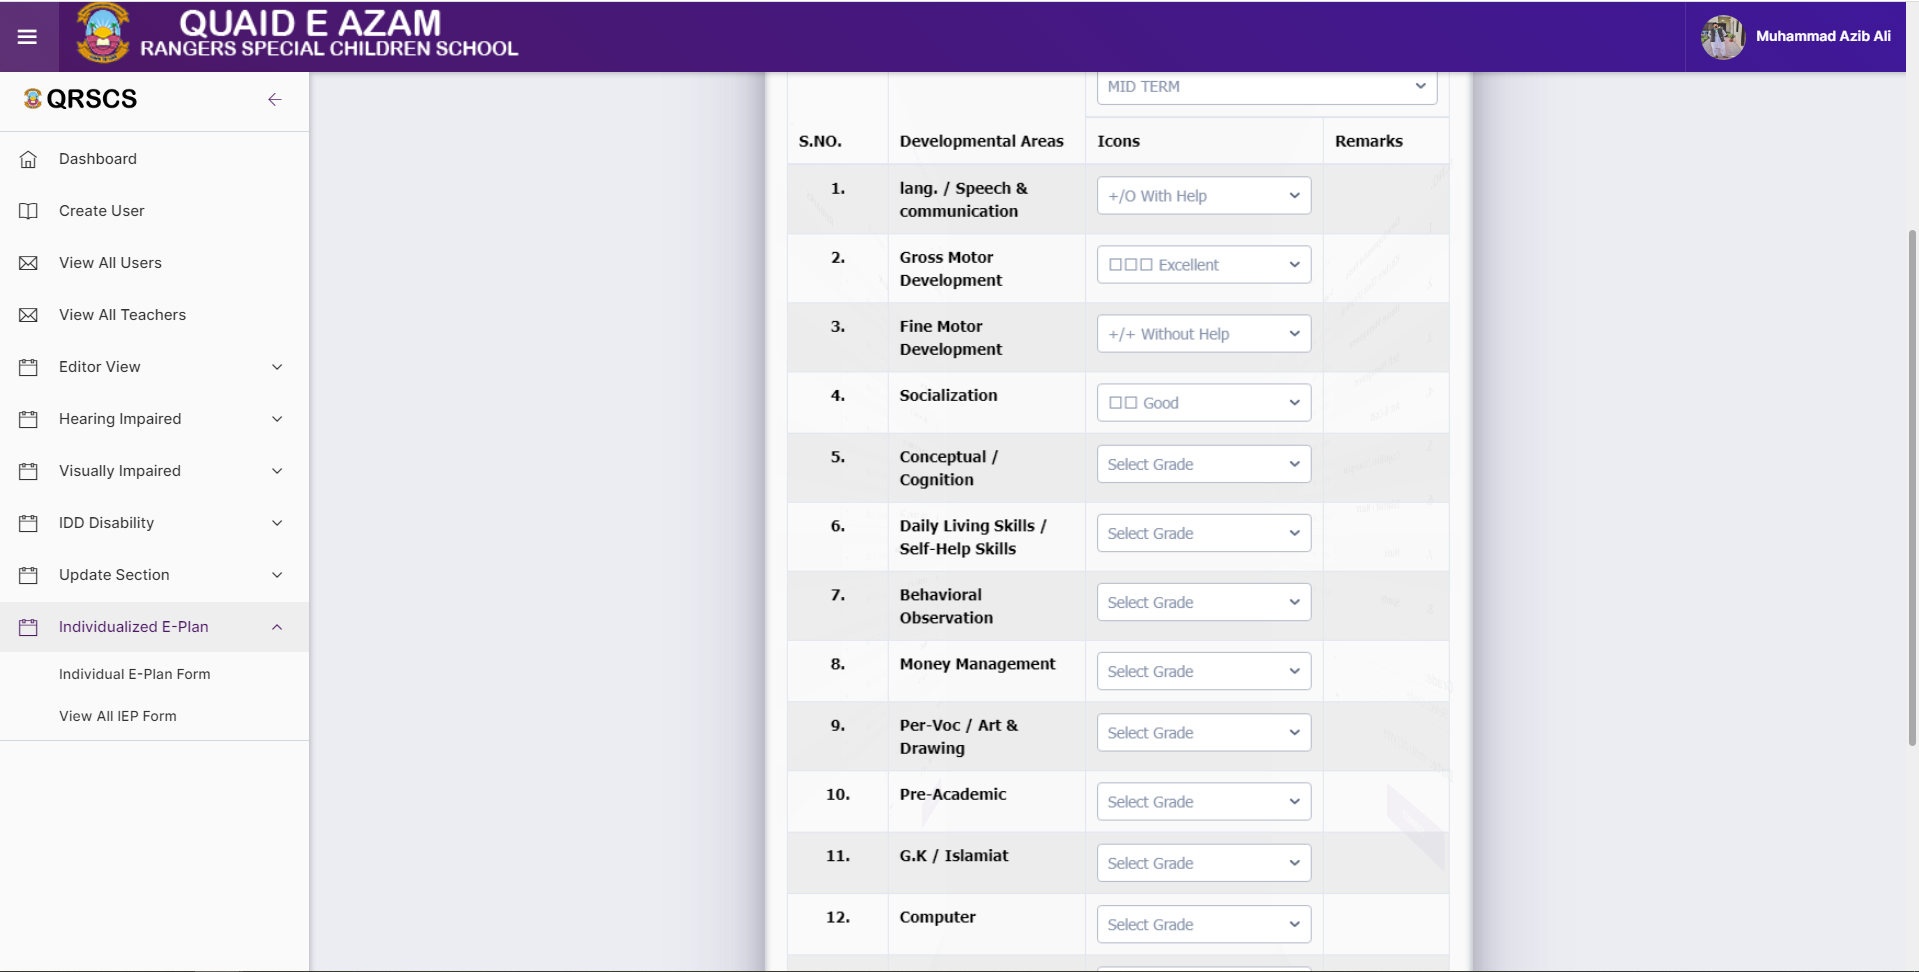 QUAID E AZAM
RANGERS SPECIAL CHILDREN SCHOOL
Muhammad Azib Ali
QRSCS
Dashboard
Create User
View All Users
View All Teachers
Editor View
Hearing Impaired
Visually Impaired
IDD Disability
Update Section
Individualized E-Plan
Individual E-Plan Form
View All IEP Form
MID TERM
S.NO. Developmental Areas Icons Remarks
1. lang. / Speech & +/O With Help
communication
2. Gross Motor □□□ Excellent
Development
3. Fine Motor +/+ Without Help
Development
4. Socialization □□ Good
5. Conceptual / Select Grade
Cognition
6. Daily Living Skills / Select Grade
Self-Help Skills
7. Behavioral Select Grade
Observation
8. Money Management Select Grade
9. Per-Voc / Art & Select Grade
Drawing
10. Pre-Academic Select Grade
11. G.K / Islamiat Select Grade
12. Computer Select Grade